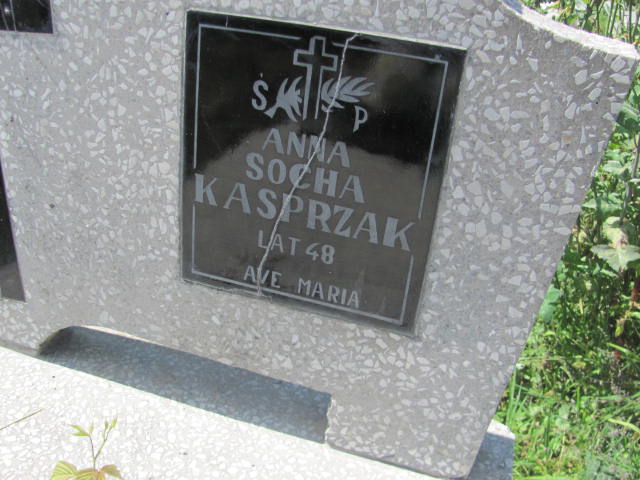 Ś P
ANNA
SOCHA
KASPRZAK
LAT 48
AVE MARIA